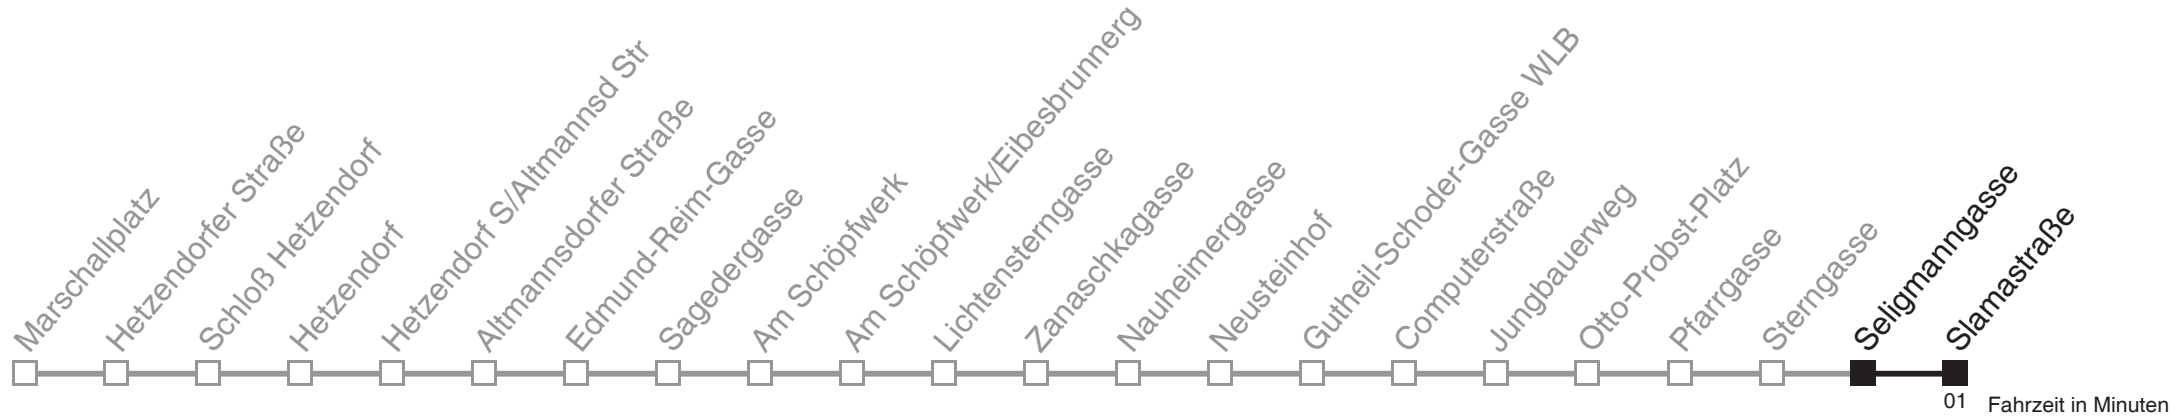 Marschallplatz
Hetzendorfer Straße
Schloß Hetzendorf
Hetzendorf
Hetzendorf S/Altmannsd Str
Altmannsdorfer Straße
Edmund-Reim-Gasse
Sagedergasse
Am Schöpfwerk
Am Schöpfwerk/Eibesbrunnerg
Lichtensterngasse
Zanaschkagasse
Nauheimergasse
Neusteinhof
Gutheil-Schoder-Gasse WLB
Computerstraße
Jungbauerweg
Otto-Probst-Platz
Pfarrgasse
Sterngasse
Seligmanngasse
Slamastraße
01 Fahrzeit in Minuten